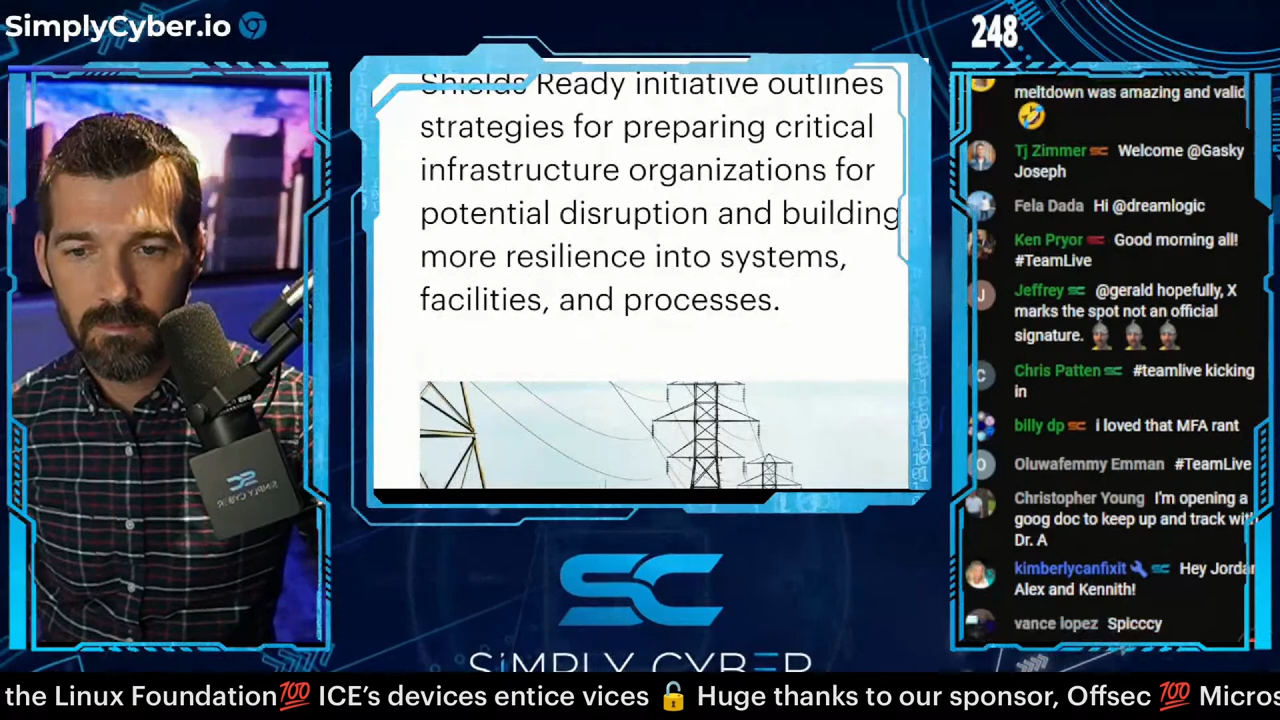 SimplyCyber.io
248
Shields Ready initiative outlines
strategies for preparing critical
infrastructure organizations for
potential disruption and building
more resilience into systems,
facilities, and processes.
meltdown was amazing and valid
Tj Zimmer Welcome @Gasky
Joseph
Fela Dada Hi @dreamlogic
Ken Pryor Good morning all!
#TeamLive
Jeffrey @gerald hopefully, X
marks the spot not an official
signature.
Chris Patten #teamlive kicking
in
billy dp i loved that MFA rant
Oluwafemmy Emman #TeamLive
Christopher Young I'm opening a
goog doc to keep up and track with
Dr. A
kimberlycanfixit Hey Jordan
Alex and Kennith!
vance lopez Spicccy
SC
SIMPLY CYBER
the Linux Foundation💯 ICE’s devices entice vices 🔓 Huge thanks to our sponsor, Offsec 💯 Micros